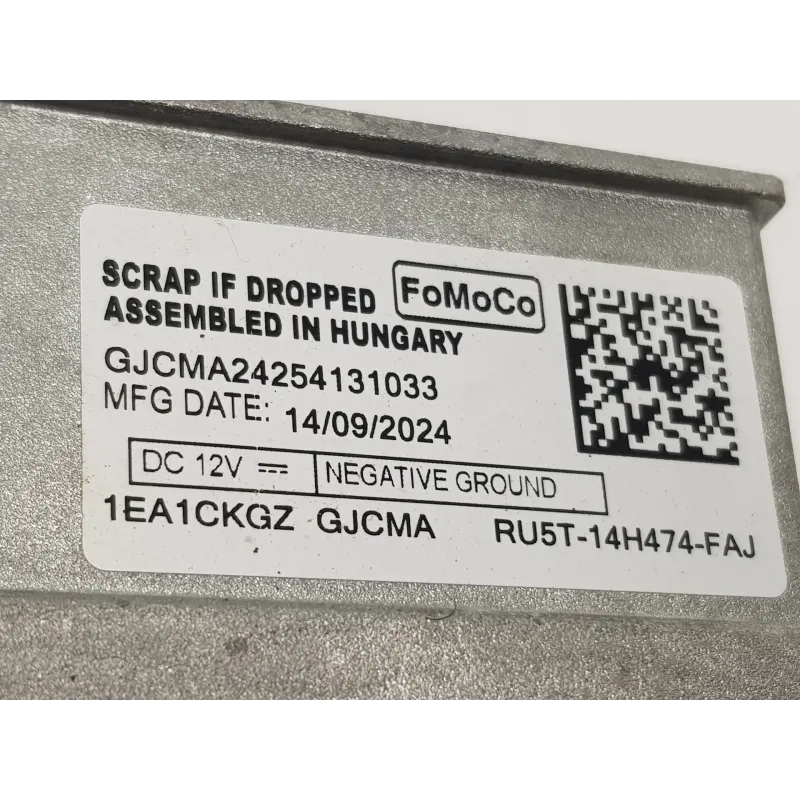 SCRAP IF DROPPED FoMoCo
ASSEMBLED IN HUNGARY
GJCMA24254131033
MFG DATE: 14/09/2024
DC 12V ⎓ NEGATIVE GROUND
1EA1CKGZ GJCMA RU5T-14H474-FAJ